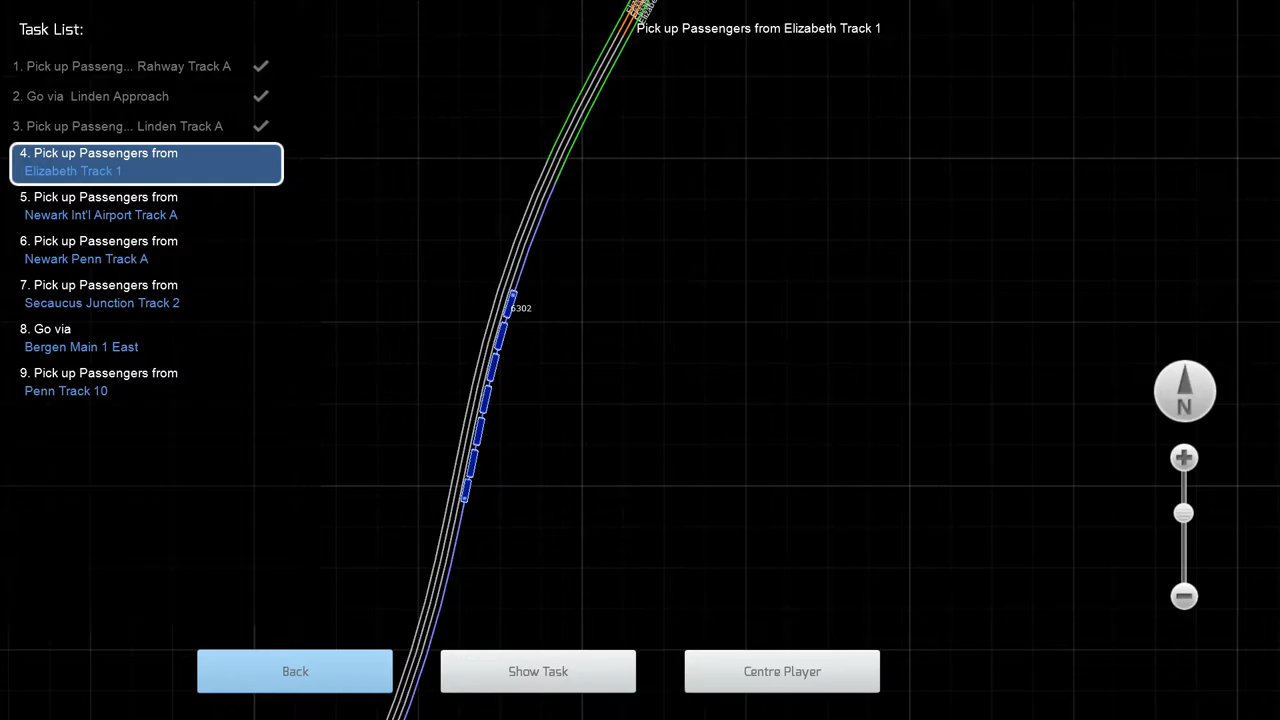 Task List:
Pick up Passengers from Elizabeth Track 1
1. Pick up Passeng... Rahway Track A
2. Go via Linden Approach
3. Pick up Passeng... Linden Track A
4. Pick up Passengers from
Elizabeth Track 1
5. Pick up Passengers from
Newark Int'l Airport Track A
6. Pick up Passengers from
Newark Penn Track A
7. Pick up Passengers from
Secaucus Junction Track 2
8. Go via
Bergen Main 1 East
9. Pick up Passengers from
Penn Track 10
6302
N
Back
Show Task
Centre Player